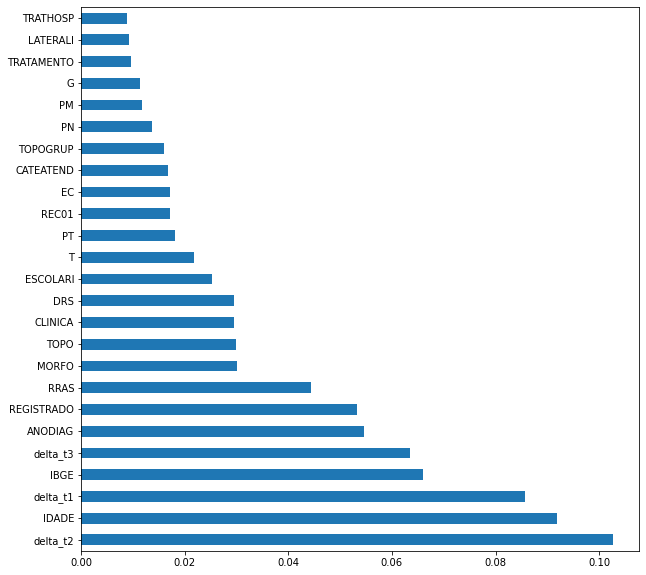 TRATHOSP
LATERALI
TRATAMENTO
G
PM
PN
TOPOGRUP
CATEATEND
EC
REC01
PT
T
ESCOLARI
DRS
CLINICA
TOPO
MORFO
RRAS
REGISTRADO
ANODIAG
delta_t3
IBGE
delta_t1
IDADE
delta_t2
0.00 0.02 0.04 0.06 0.08 0.10